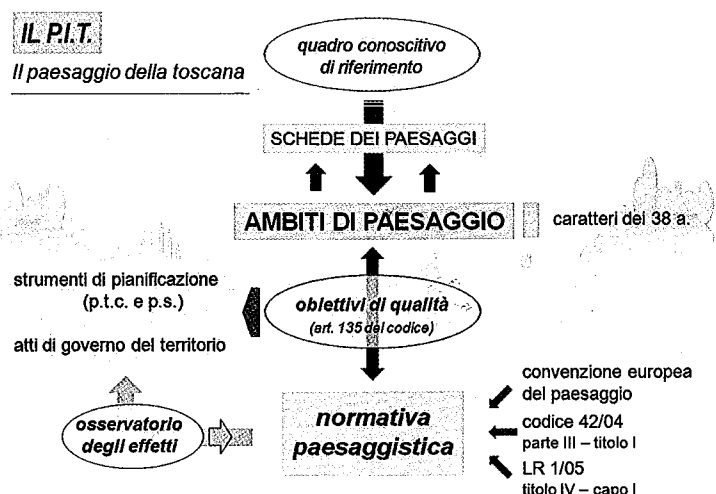 IL P.I.T.
Il paesaggio della toscana
quadro conoscitivo
di riferimento
SCHEDE DEI PAESAGGI
AMBITI DI PAESAGGIO
caratteri dei 38 a.
strumenti di pianificazione
(p.t.c. e p.s.)
atti di governo del territorio
obiettivi di qualità
(art. 135 del codice)
osservatorio
degli effetti
normativa
paesaggistica
convenzione europea
del paesaggio
codice 42/04
parte III – titolo I
LR 1/05
titolo IV – capo I